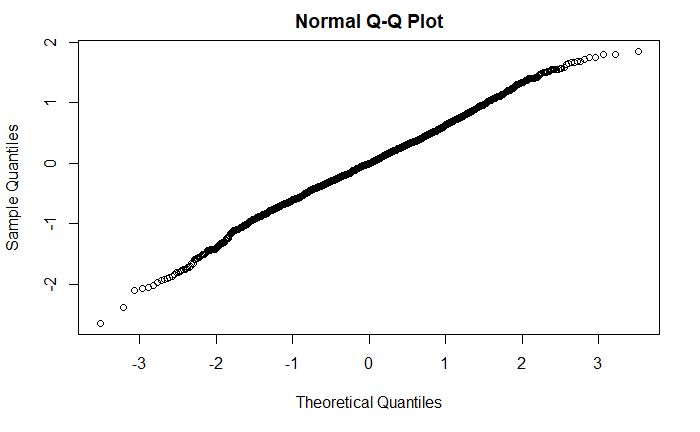 Normal Q-Q Plot
Sample Quantiles
2
1
0
-1
-2
-3 -2 -1 0 1 2 3
Theoretical Quantiles